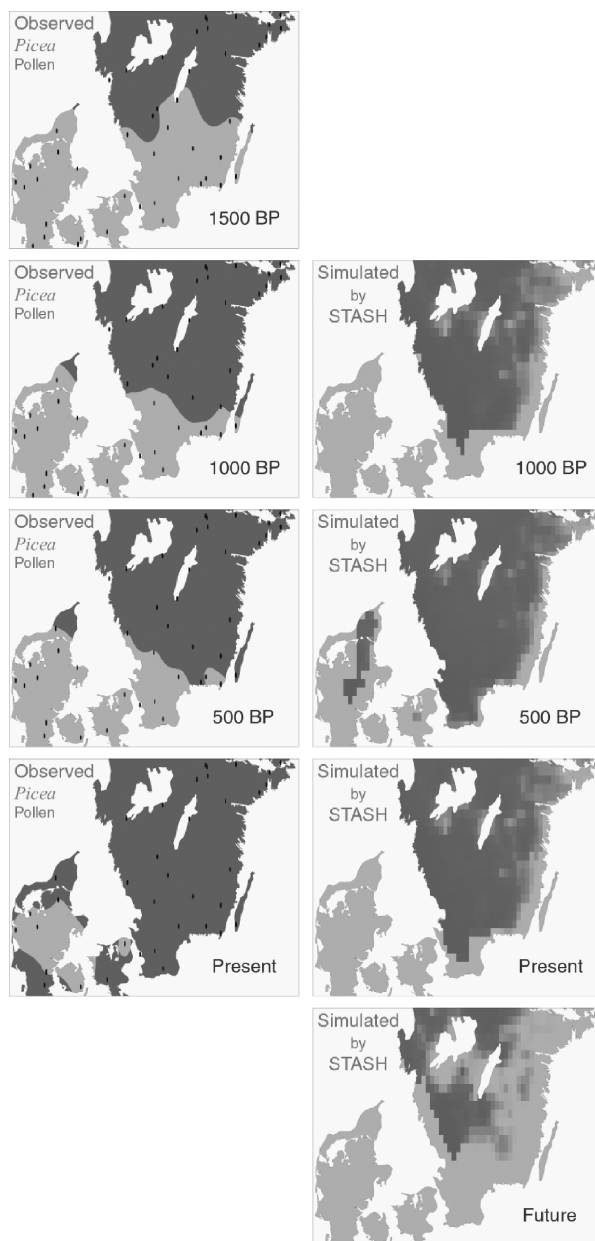 Observed
Picea
Pollen
1500 BP
Observed
Picea
Pollen
1000 BP
Simulated
by
STASH
1000 BP
Observed
Picea
Pollen
500 BP
Simulated
by
STASH
500 BP
Observed
Picea
Pollen
Present
Simulated
by
STASH
Present
Simulated
by
STASH
Future